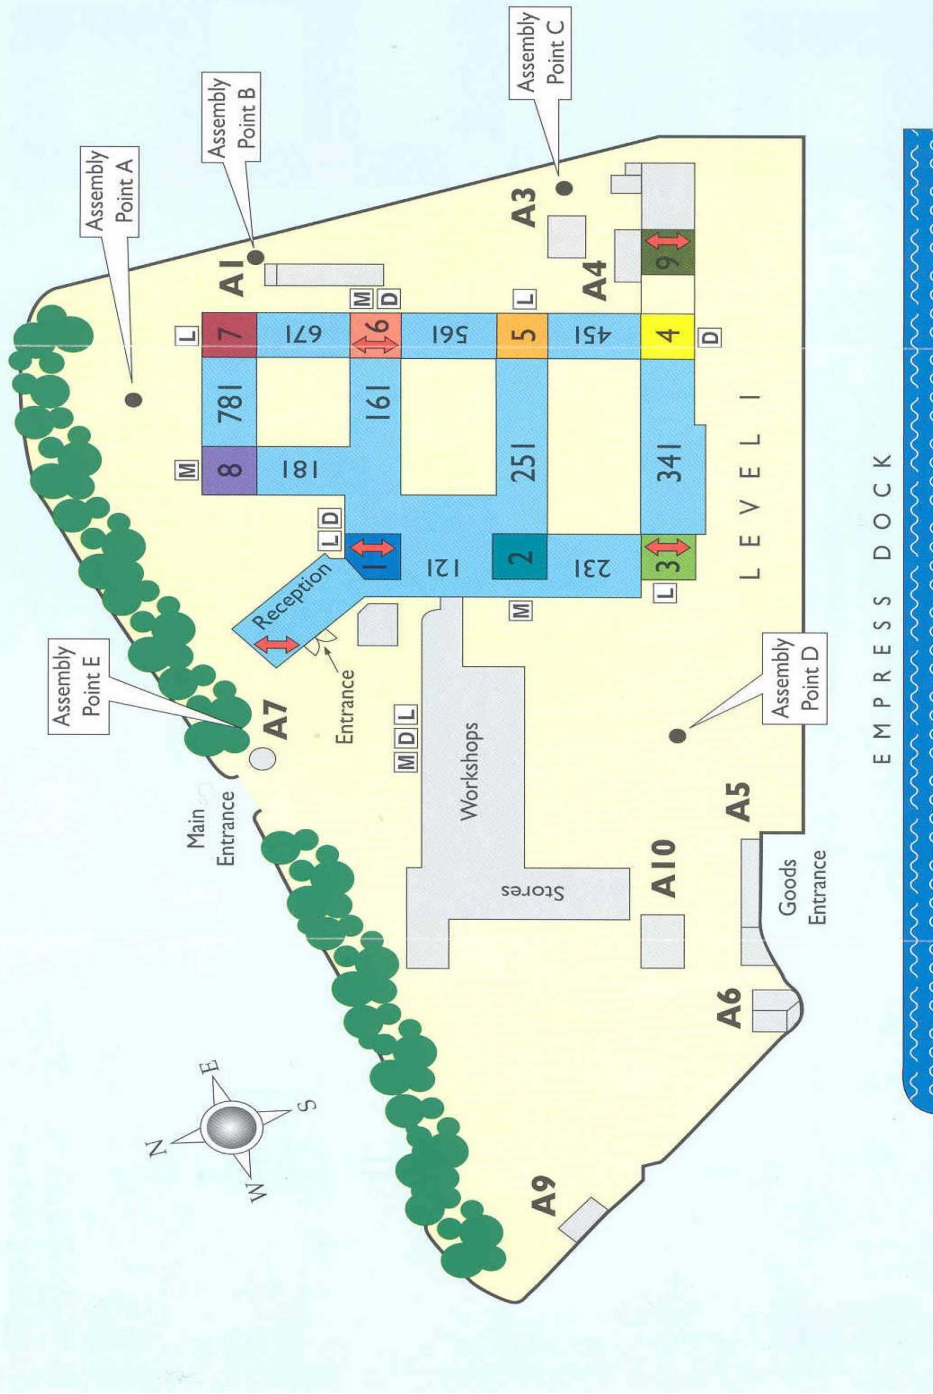 Assembly
Point E
Assembly
Point A
N
E
W
S
Main
Entrance
Assembly
Point B
8
781
7
M
L
A1
A7
Reception
181
671
Entrance
L D
1
161
6
M
D
M D L
121
561
Workshops
Stores
M
2
251
5
L
A3
Assembly
Point C
A9
231
451
A4
A10
L
3
341
4
9
D
A6
A5
LEVEL 1
Assembly
Point D
Goods
Entrance
EMPRESS DOCK